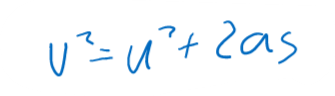 v² = u² + 2as